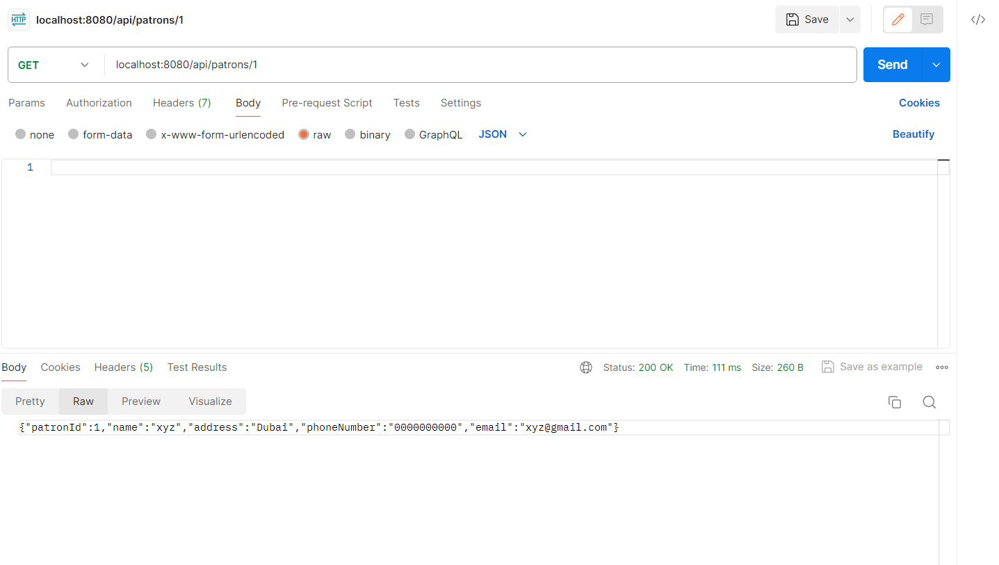 HTTP localhost:8080/api/patrons/1 Save </>
GET localhost:8080/api/patrons/1 Send
Params Authorization Headers (7) Body Pre-request Script Tests Settings Cookies
none form-data x-www-form-urlencoded raw binary GraphQL JSON Beautify
1
Body Cookies Headers (5) Test Results Status: 200 OK Time: 111 ms Size: 260 B Save as example
Pretty Raw Preview Visualize
{"patronId":1,"name":"xyz","address":"Dubai","phoneNumber":"0000000000","email":"xyz@gmail.com"}